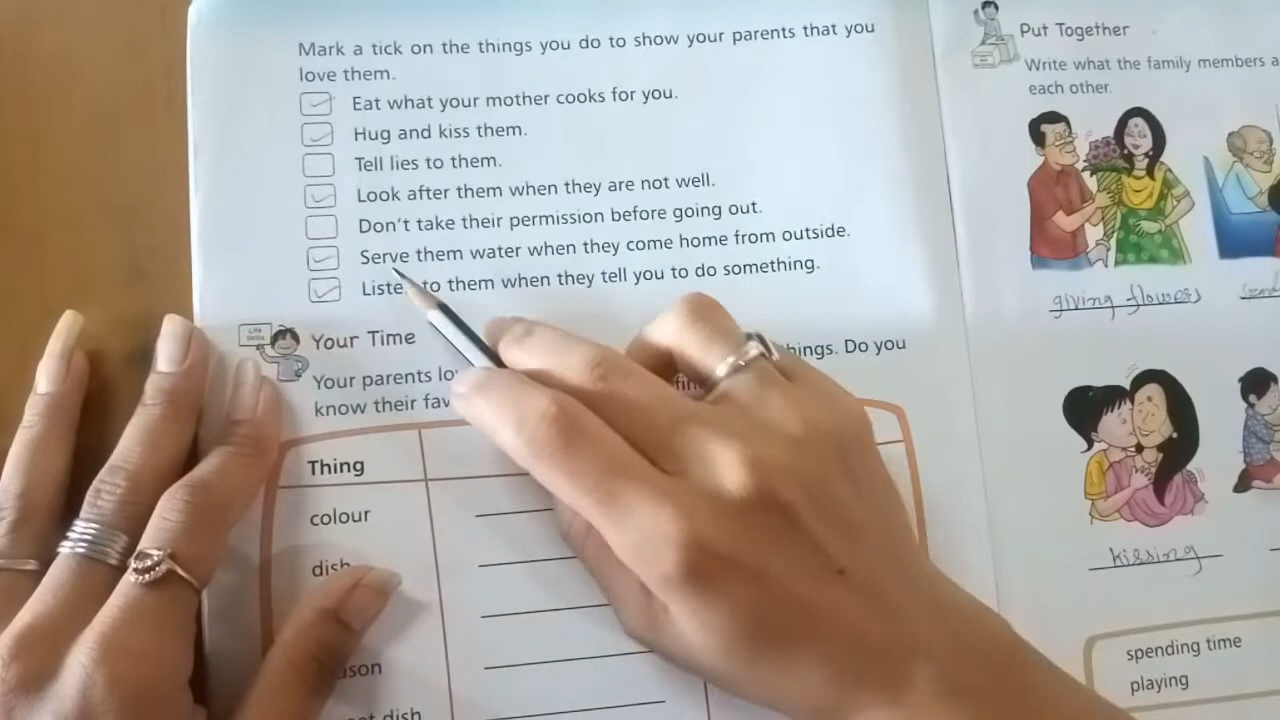 Mark a tick on the things you do to show your parents that you
love them.
Eat what your mother cooks for you.
Hug and kiss them.
Tell lies to them.
Look after them when they are not well.
Don't take their permission before going out.
Serve them water when they come home from outside.
to them when they tell you to do something.
Life
Skills
Your Time
Your parents Do you
know their
Thing
colour
dish
dish
Put Together
Write what the family members
each other.
giving flowers
kissing
spending time
playing